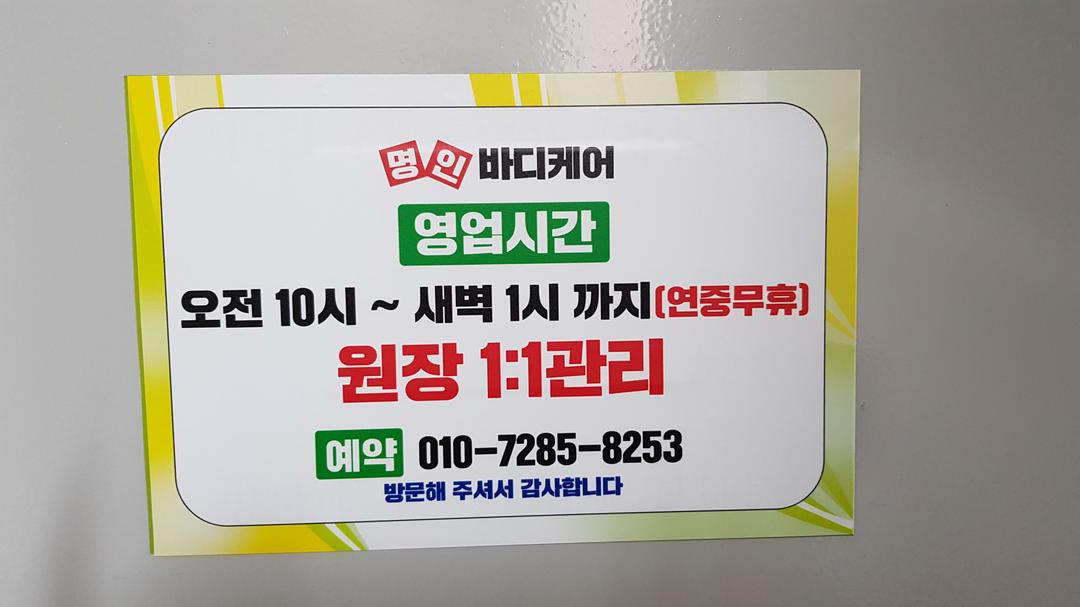 명인 바디케어
영업시간
오전 10시 ~ 새벽 1시 까지(연중무휴)
원장 1:1관리
예약 010-7285-8253
방문해 주셔서 감사합니다